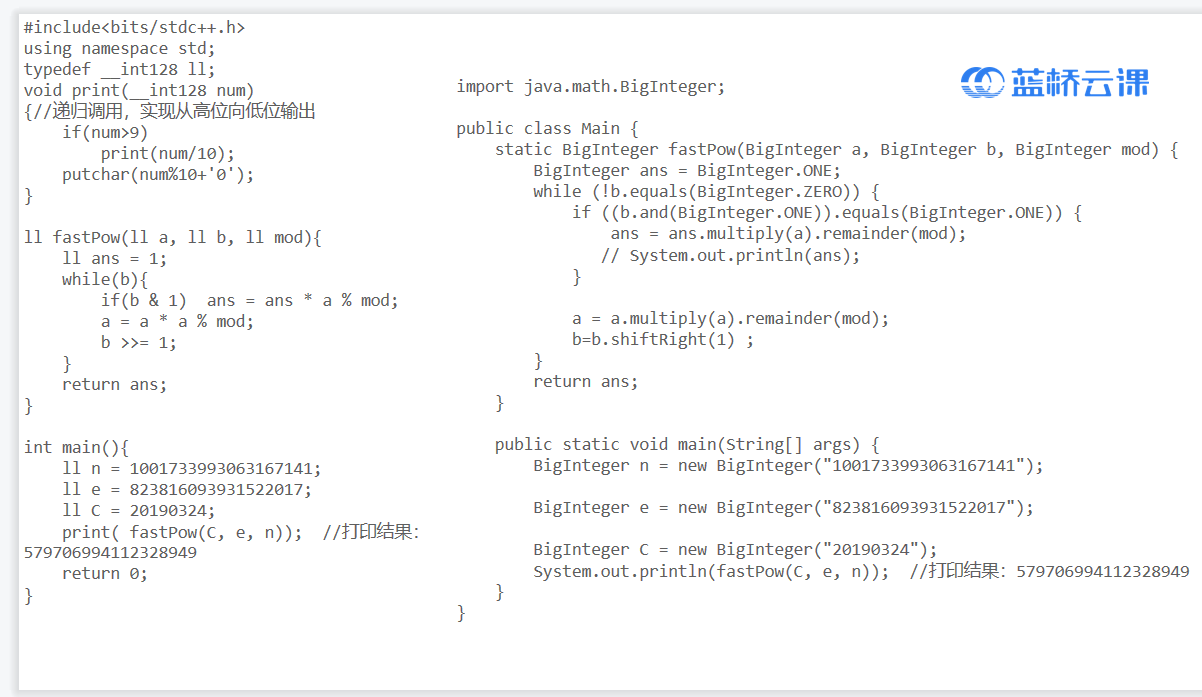 #include<bits/stdc++.h>
using namespace std;
typedef __int128 ll;
void print(__int128 num)
{//递归调用，实现从高位向低位输出
    if(num>9)
        print(num/10);
    putchar(num%10+'0');
}

ll fastPow(ll a, ll b, ll mod){
    ll ans = 1;
    while(b){
        if(b & 1)  ans = ans * a % mod;
        a = a * a % mod;
        b >>= 1;
    }
    return ans;
}

int main(){
    ll n = 1001733993063167141;
    ll e = 823816093931522017;
    ll C = 20190324;
    print( fastPow(C, e, n));  //打印结果：
579706994112328949
    return 0;
}
蓝桥云课
import java.math.BigInteger;

public class Main {
    static BigInteger fastPow(BigInteger a, BigInteger b, BigInteger mod) {
        BigInteger ans = BigInteger.ONE;
        while (!b.equals(BigInteger.ZERO)) {
            if ((b.and(BigInteger.ONE)).equals(BigInteger.ONE)) {
                ans = ans.multiply(a).remainder(mod);
               // System.out.println(ans);
            }

            a = a.multiply(a).remainder(mod);
            b=b.shiftRight(1) ;
        }
        return ans;
    }

    public static void main(String[] args) {
        BigInteger n = new BigInteger("1001733993063167141");

        BigInteger e = new BigInteger("823816093931522017");

        BigInteger C = new BigInteger("20190324");
        System.out.println(fastPow(C, e, n));  //打印结果：579706994112328949
    }
}